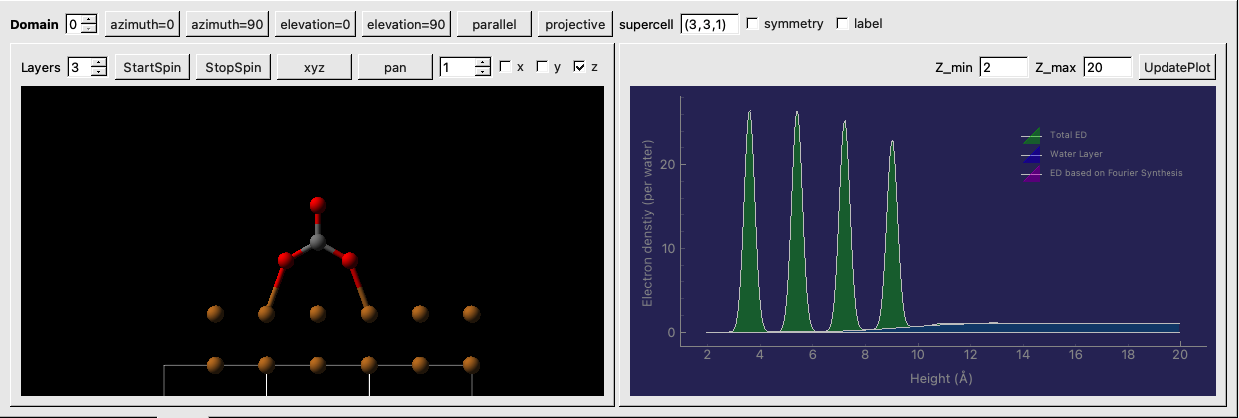 Domain 0 azimuth=0 azimuth=90 elevation=0 elevation=90 parallel projective supercell (3,3,1) symmetry label
Layers 3 StartSpin StopSpin xyz pan 1 x y z
Z_min 2 Z_max 20 UpdatePlot
Electron denstiy (per water)
20
10
0
Total ED
Water Layer
ED based on Fourier Synthesis
2 4 6 8 10 12 14 16 18 20
Height (Å)